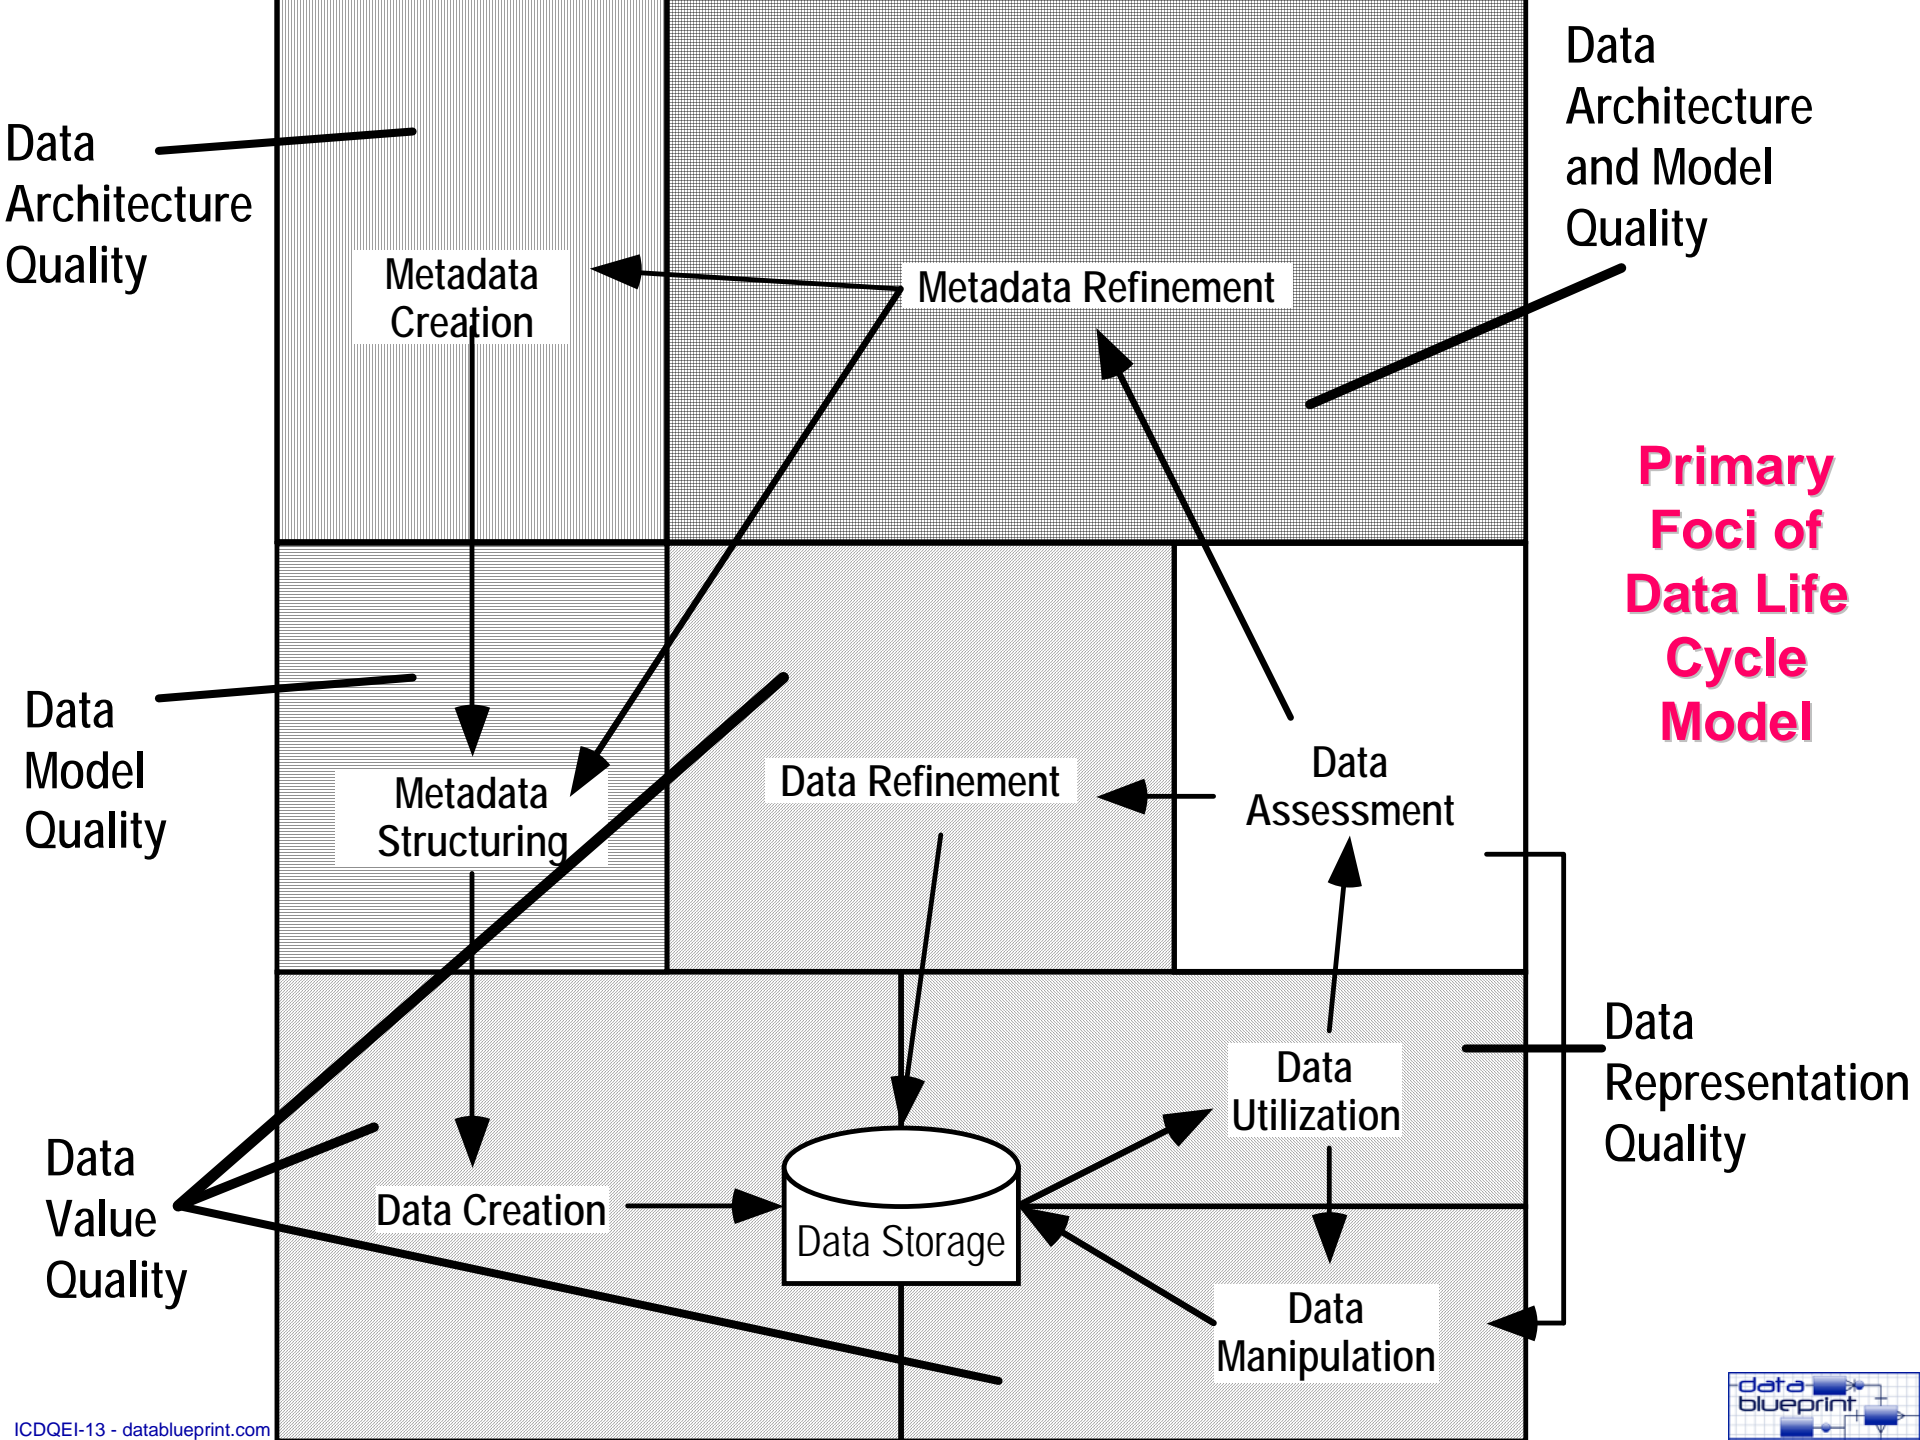 Data
Architecture
Quality
Data
Architecture
and Model
Quality
Metadata
Creation
Metadata Refinement
Primary
Foci of
Data Life
Cycle
Model
Data
Model
Quality
Metadata
Structuring
Data Refinement
Data
Assessment
Data
Value
Quality
Data Creation
Data Storage
Data
Utilization
Data
Manipulation
Data
Representation
Quality
ICDQEI-13 - datablueprint.com
data
blueprint